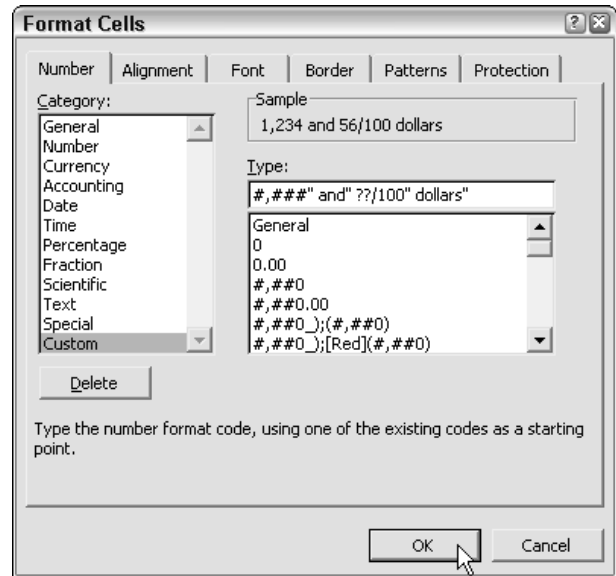 Format Cells
Number Alignment Font Border Patterns Protection
Category:
General
Number
Currency
Accounting
Date
Time
Percentage
Fraction
Scientific
Text
Special
Custom
Delete
Sample
1,234 and 56/100 dollars
Type:
#,###" and" ??/100" dollars"
General
0
0.00
#,##0
#,##0.00
#,##0_);(#,##0)
#,##0_);[Red](#,##0)
Type the number format code, using one of the existing codes as a starting
point.
OK Cancel